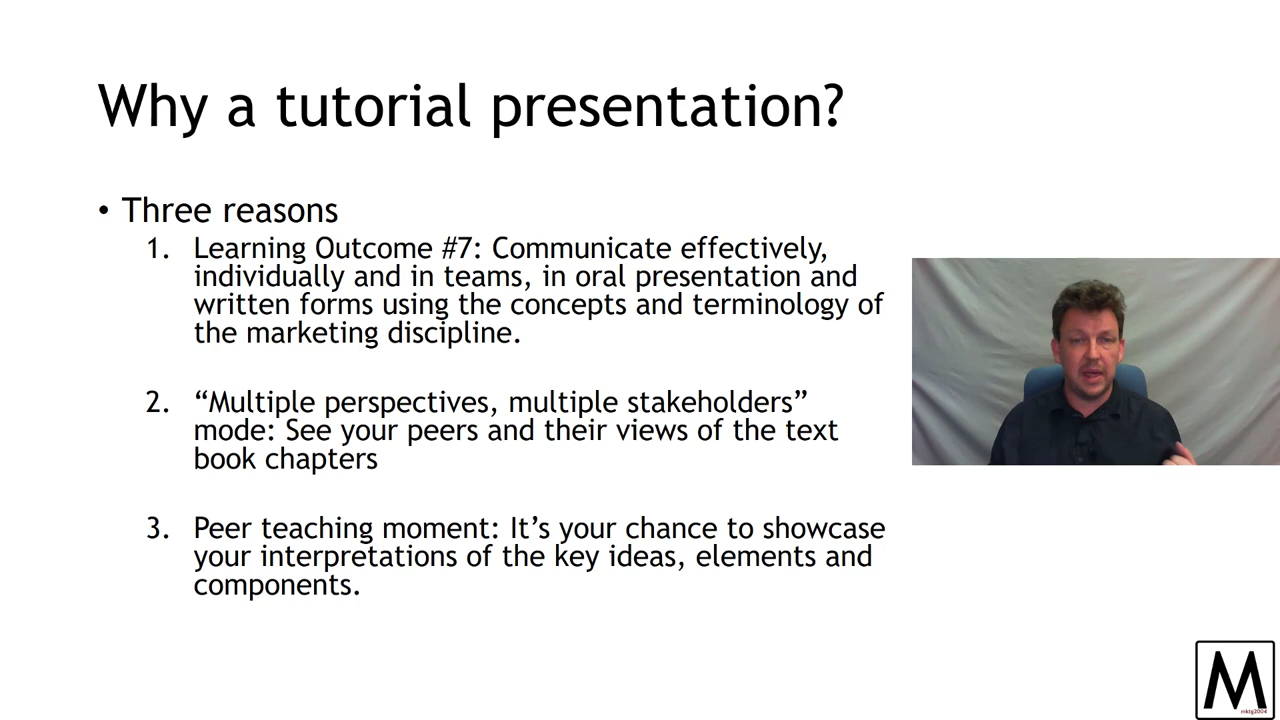 Why a tutorial presentation?
• Three reasons
1. Learning Outcome #7: Communicate effectively,
individually and in teams, in oral presentation and
written forms using the concepts and terminology of
the marketing discipline.
2. “Multiple perspectives, multiple stakeholders”
mode: See your peers and their views of the text
book chapters
3. Peer teaching moment: It’s your chance to showcase
your interpretations of the key ideas, elements and
components.
M
mktg2004